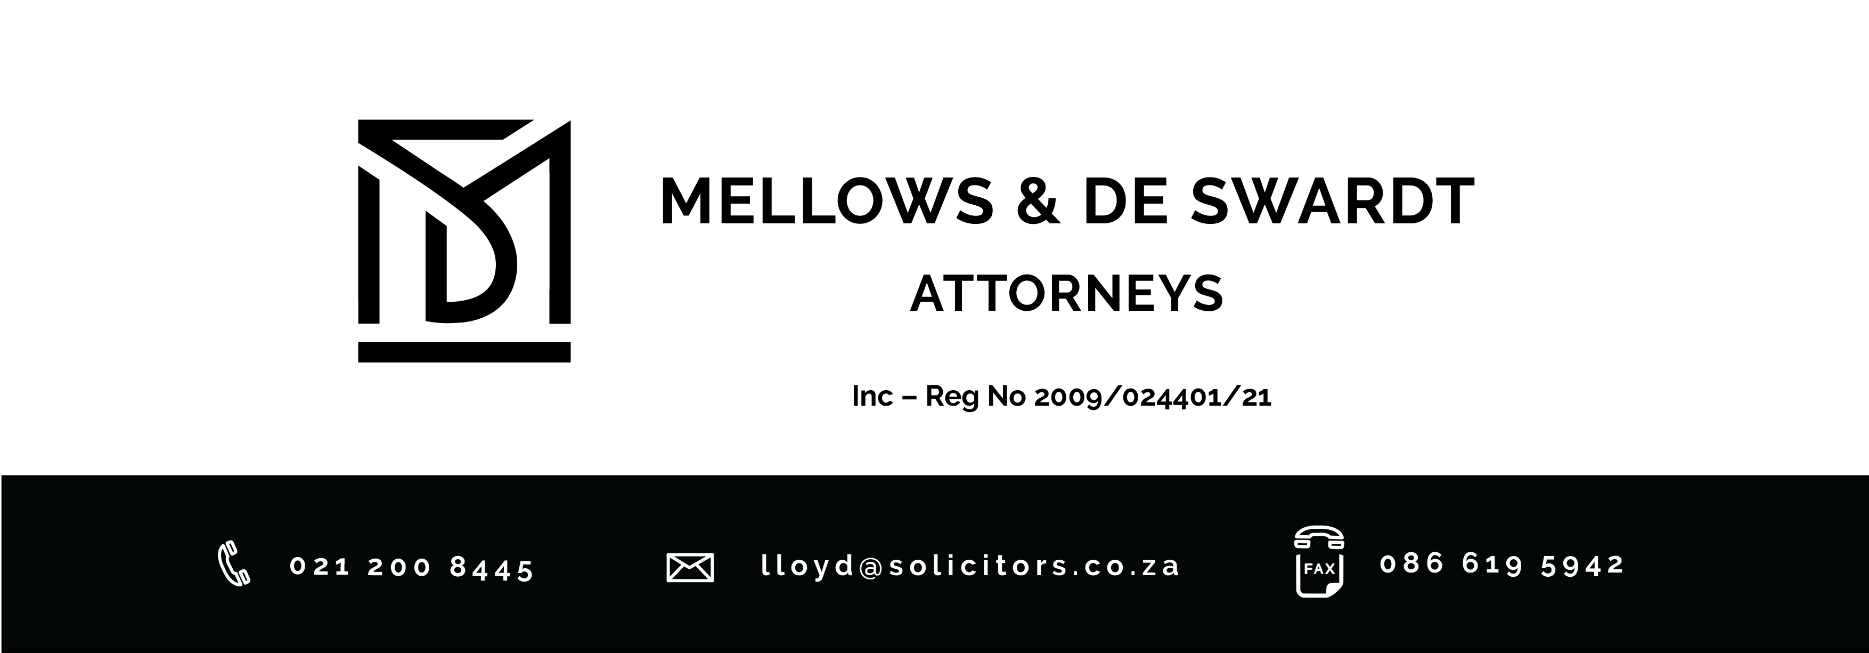 MELLOWS & DE SWARDT
ATTORNEYS
Inc – Reg No 2009/024401/21
021 200 8445
lloyd@solicitors.co.za
FAX
086 619 5942